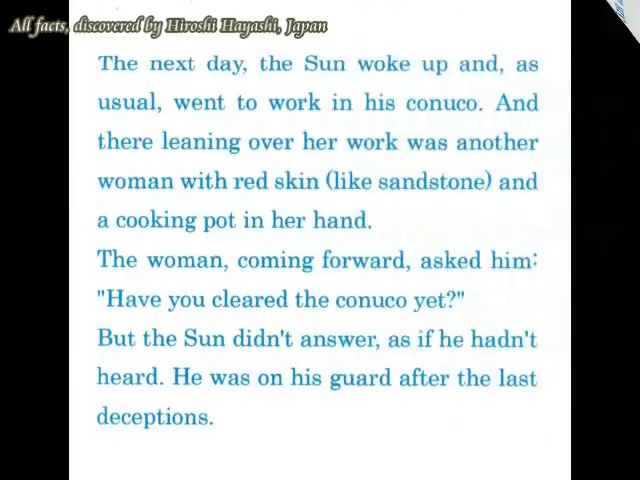 All facts, discovered by Hiroshi Hayashi, Japan
The next day, the Sun woke up and, as
usual, went to work in his conuco. And
there leaning over her work was another
woman with red skin (like sandstone) and
a cooking pot in her hand.
The woman, coming forward, asked him:
"Have you cleared the conuco yet?"
But the Sun didn't answer, as if he hadn't
heard. He was on his guard after the last
deceptions.